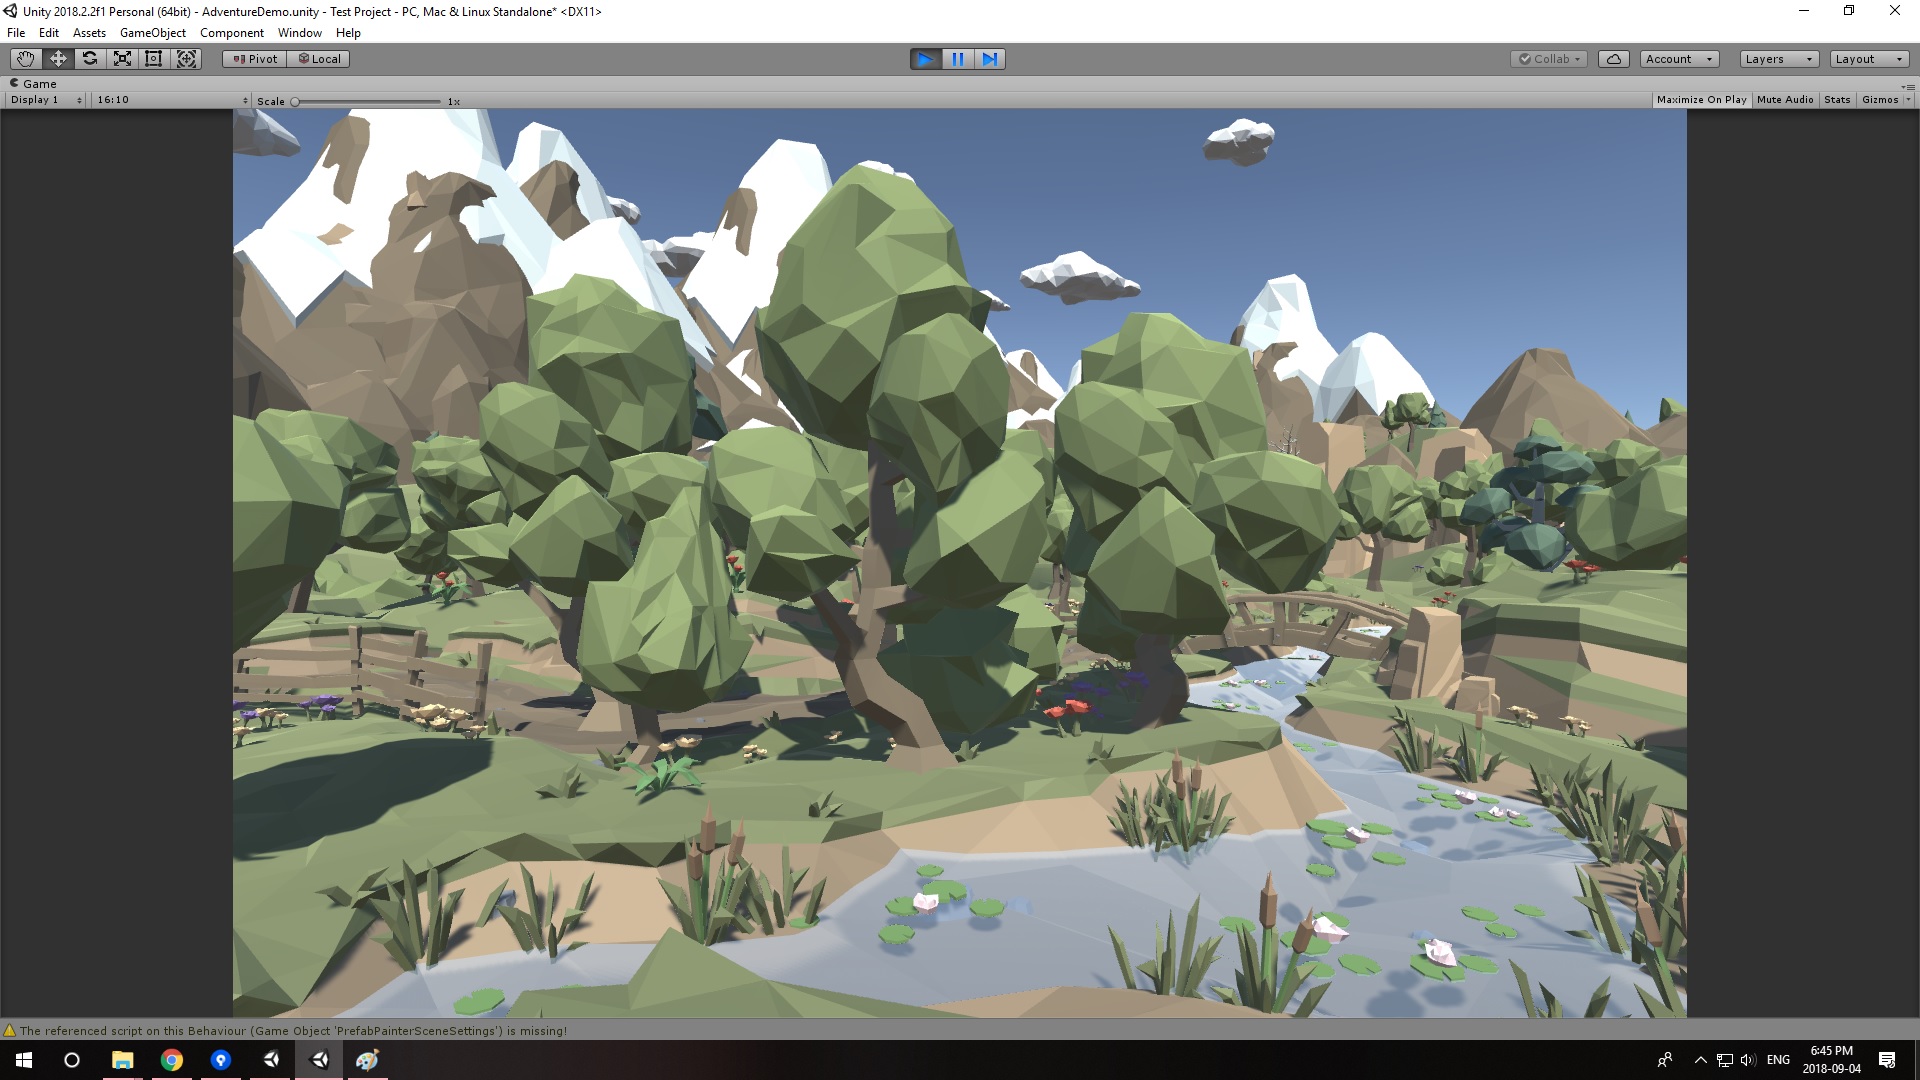 Unity 2018.2.2f1 Personal (64bit) - AdventureDemo.unity - Test Project - PC, Mac & Linux Standalone* <DX11>
File Edit Assets GameObject Component Window Help
Pivot Local Collab Account Layers Layout
Game
Display 1 16:10 Scale 1x Maximize On Play Mute Audio Stats Gizmos
The referenced script on this Behaviour (Game Object 'PrefabPainterSceneSettings') is missing!
ENG 6:45 PM
2018-09-04